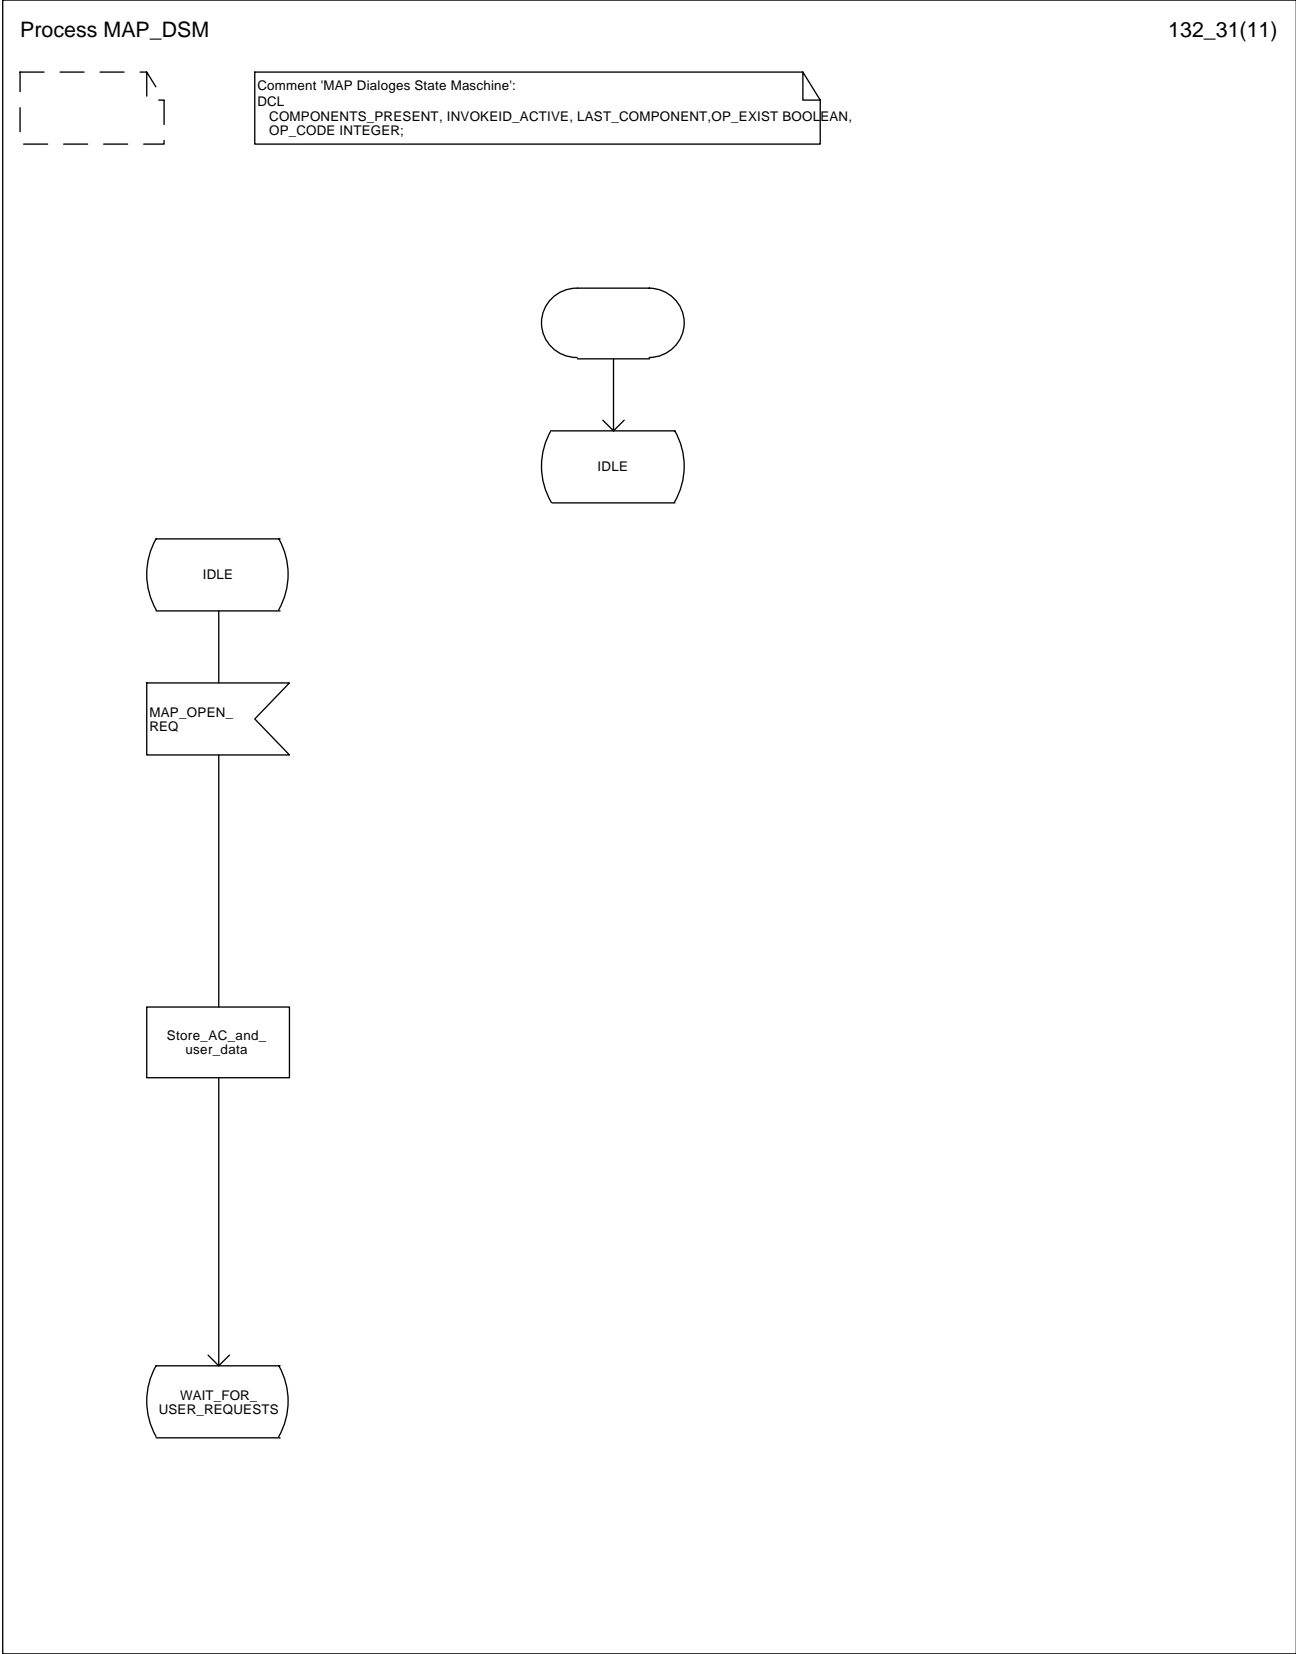 Process MAP_DSM
132_31(11)
Comment 'MAP Dialoges State Maschine':
DCL
COMPONENTS_PRESENT, INVOKEID_ACTIVE, LAST_COMPONENT,OP_EXIST BOOLEAN,
OP_CODE INTEGER;
IDLE
IDLE
MAP_OPEN_
REQ
Store_AC_and_
user_data
WAIT_FOR_
USER_REQUESTS